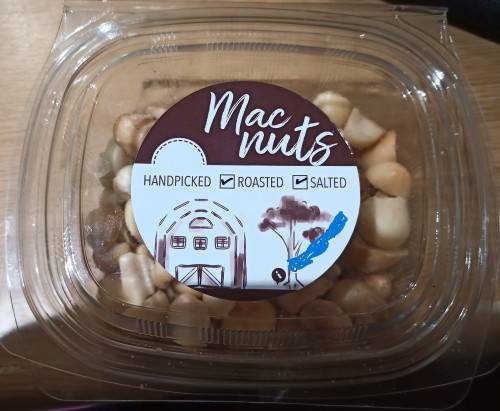 Mac
nuts
HANDPICKED ☑ ROASTED ☑ SALTED